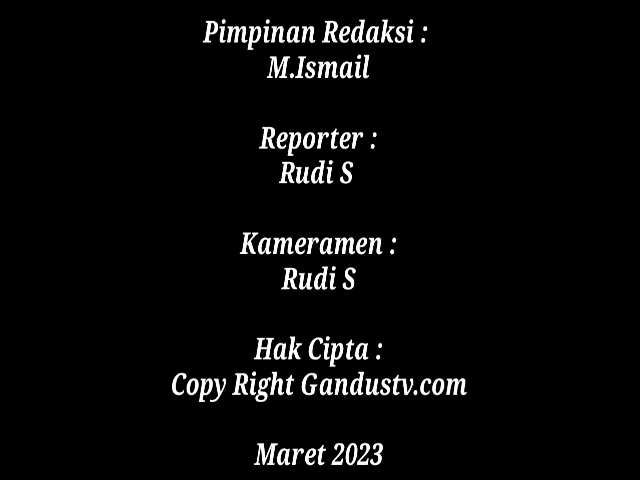 Pimpinan Redaksi :
M.Ismail
Reporter :
Rudi S
Kameramen :
Rudi S
Hak Cipta :
Copy Right Gandustv.com
Maret 2023